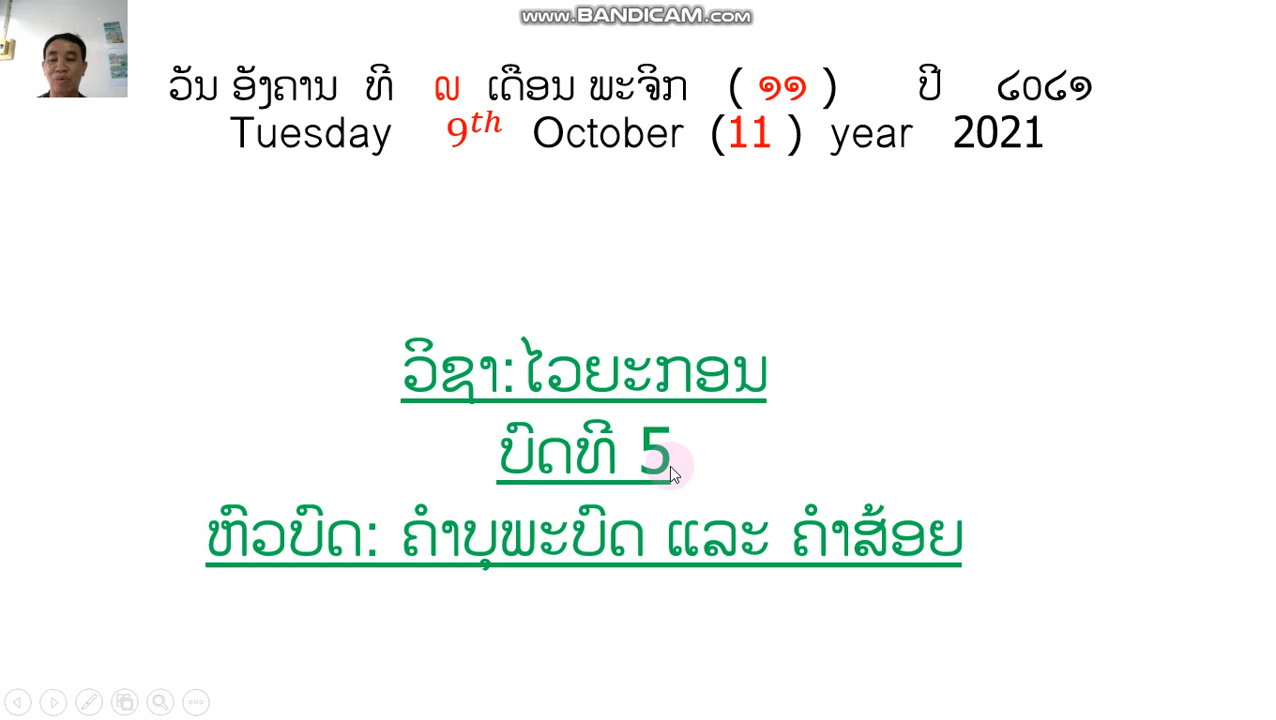 www.BANDICAM.com
ວັນ ອັງຄານ ທີ ໙ ເດືອນ ພະຈິກ ( ໑໑ ) ປີ ໒໐໒໑
Tuesday 9th October (11 ) year 2021
ວິຊາ:ໄວຍະກອນ
ບົດທີ 5
ຫົວບົດ: ຄຳບຸພະບົດ ແລະ ຄຳສ້ອຍ